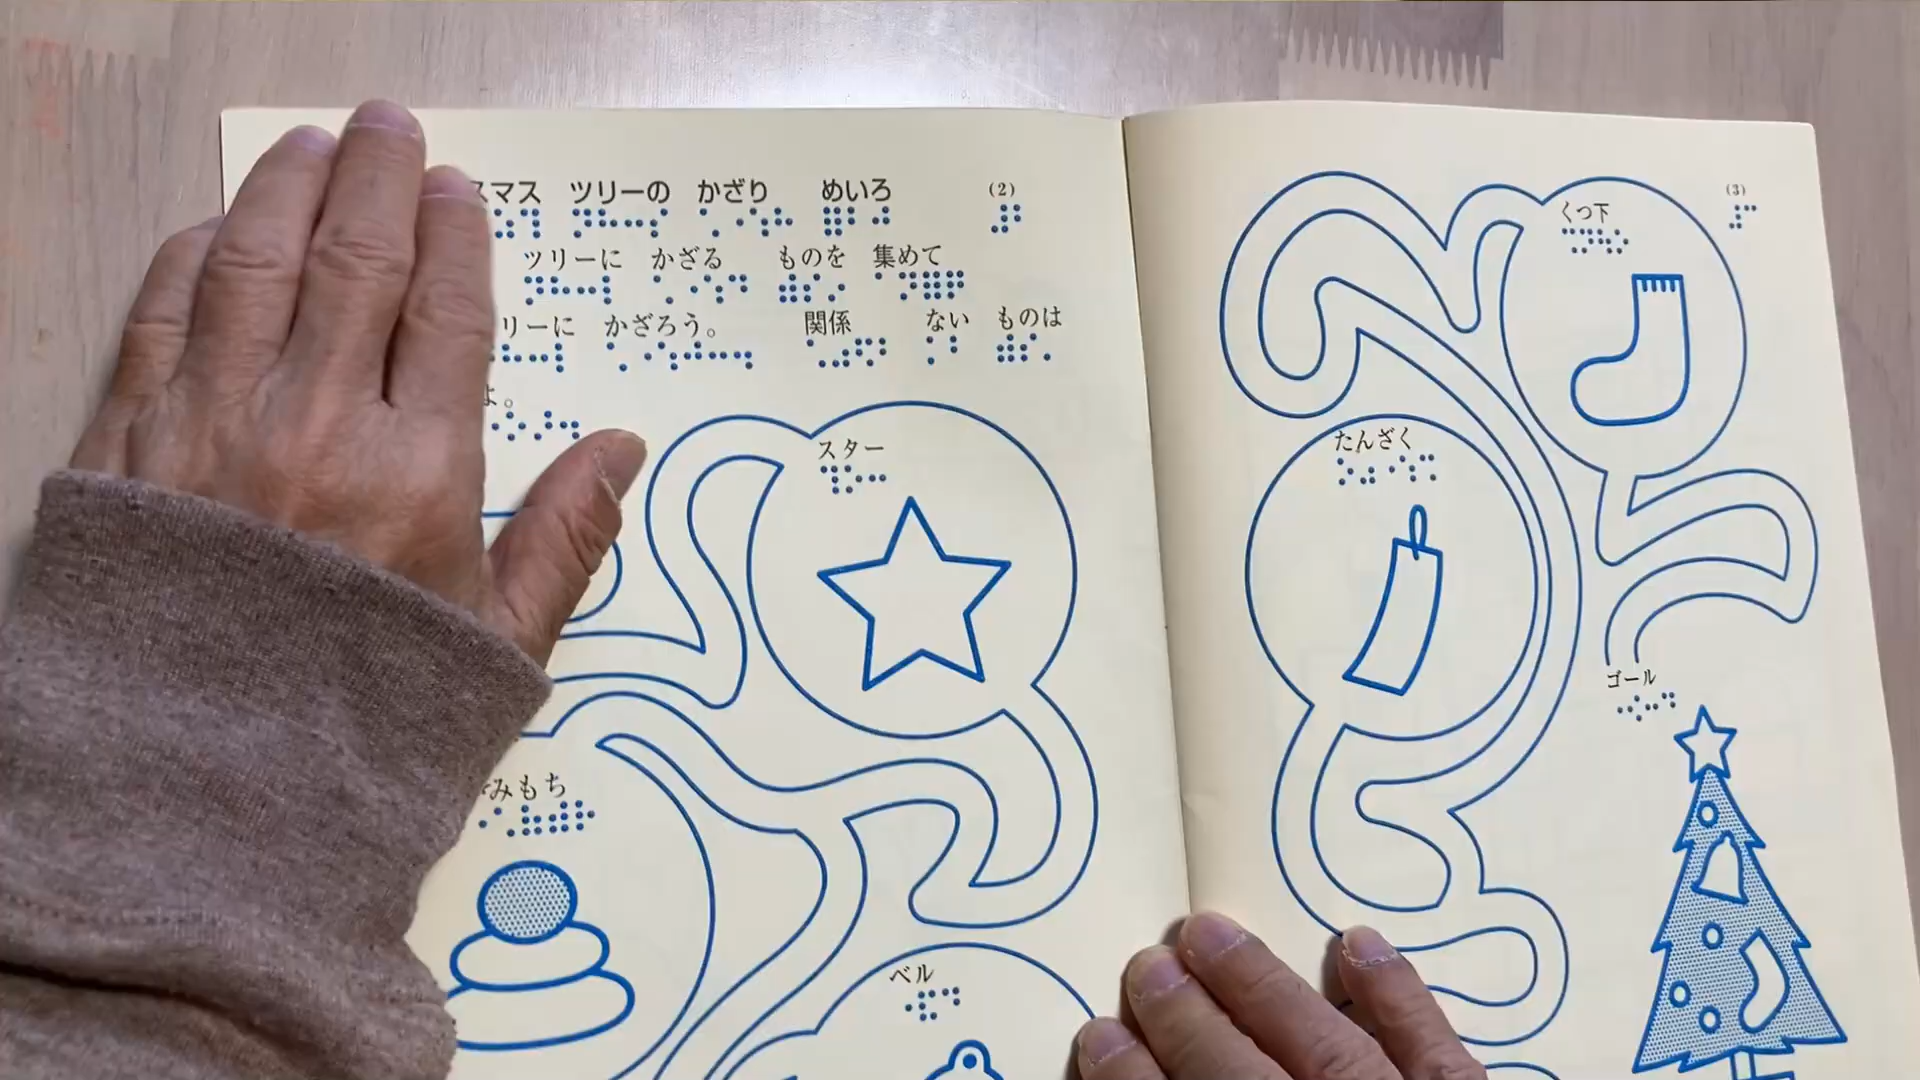 スマス ツリーの かざり めいろ
(2)
ツリーに かざる ものを 集めて
リーに かざろう。 関係 ない ものは
よ。
スター
みもち
ベル
(3)
くつ下
たんざく
ゴール